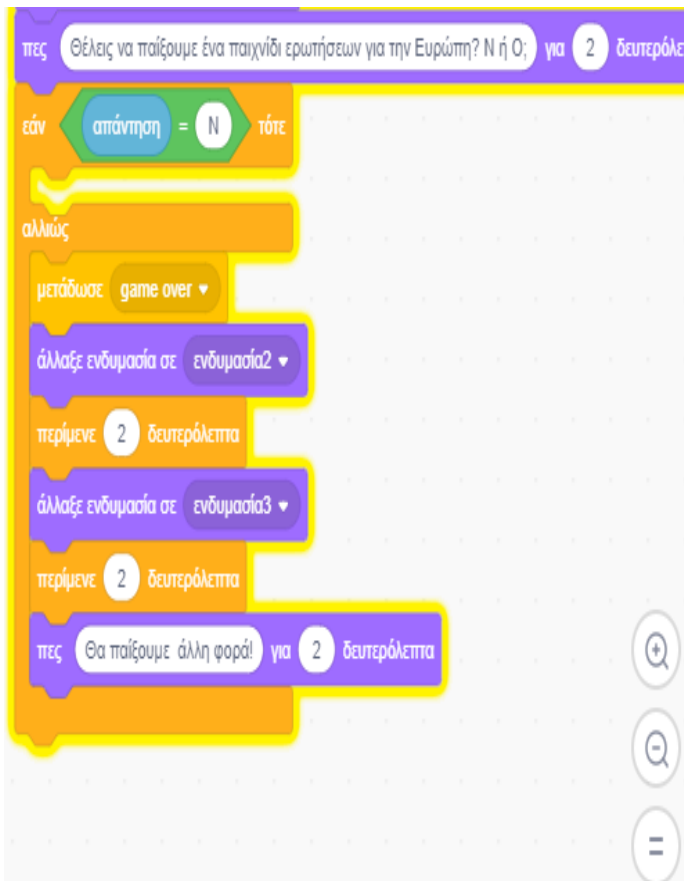 πες Θέλεις να παίξουμε ένα παιχνίδι ερωτήσεων για την Ευρώπη? Ν ή Ο; για 2 δευτερόλε
εάν απάντηση = Ν τότε
αλλιώς
μετάδωσε game over
άλλαξε ενδυμασία σε ενδυμασία2
περίμενε 2 δευτερόλεπτα
άλλαξε ενδυμασία σε ενδυμασία3
περίμενε 2 δευτερόλεπτα
πες Θα παίξουμε άλλη φορά! για 2 δευτερόλεπτα